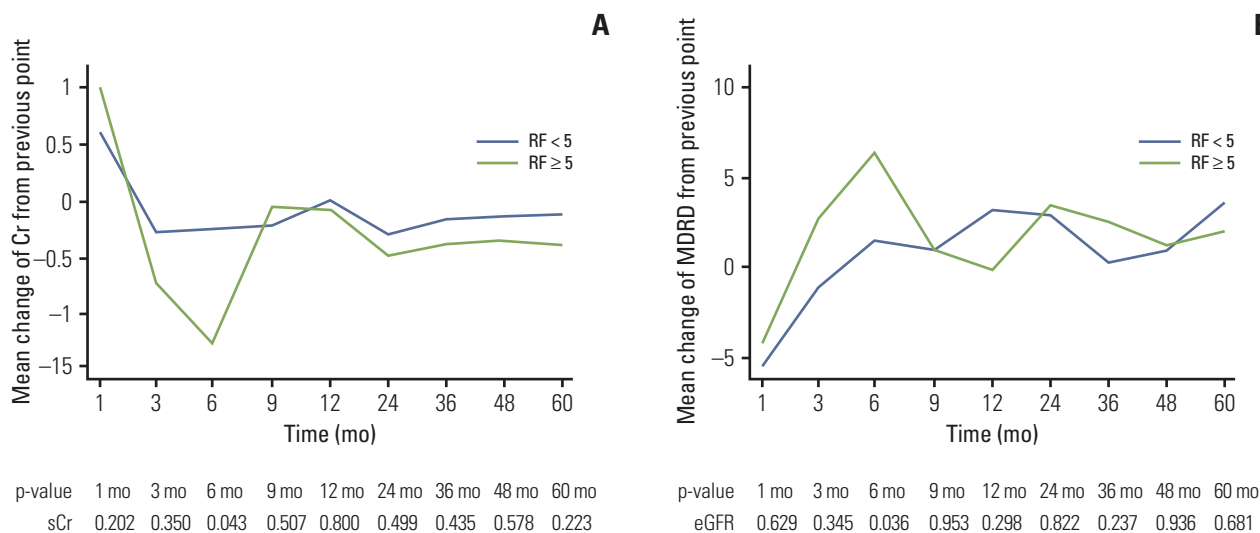 A
Mean change of Cr from previous point
1
0.5
0
−0.5
−1
−15
RF < 5
RF ≥ 5
1 3 6 9 12 24 36 48 60
Time (mo)
p-value 1 mo 3 mo 6 mo 9 mo 12 mo 24 mo 36 mo 48 mo 60 mo
sCr 0.202 0.350 0.043 0.507 0.800 0.499 0.435 0.578 0.223
Mean change of MDRD from previous point
10
5
0
−5
RF < 5
RF ≥ 5
1 3 6 9 12 24 36 48 60
Time (mo)
p-value 1 mo 3 mo 6 mo 9 mo 12 mo 24 mo 36 mo 48 mo 60 mo
eGFR 0.629 0.345 0.036 0.953 0.298 0.822 0.237 0.936 0.681